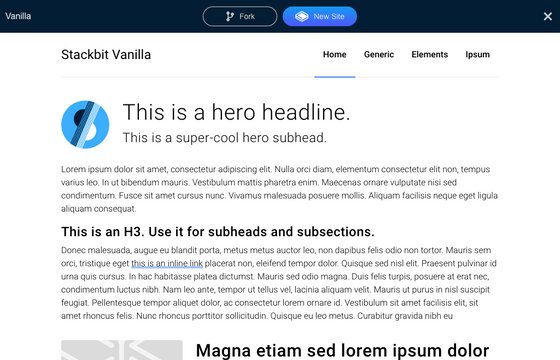 Vanilla
Fork
New Site
Stackbit Vanilla
Home Generic Elements Ipsum
This is a hero headline.
This is a super-cool hero subhead.
Lorem ipsum dolor sit amet, consectetur adipiscing elit. Nulla orci diam, elementum consectetur elit non, tempus
varius leo. In ut bibendum mauris. Vestibulum mattis pharetra enim. Maecenas ornare vulputate nisi sed
condimentum. Fusce sit amet cursus nunc. Vivamus malesuada posuere mollis. Aliquam facilisis neque eget ligula
aliquam consequat.
This is an H3. Use it for subheads and subsections.
Donec malesuada, augue eu blandit porta, metus metus auctor leo, non dapibus felis odio non tortor. Mauris sem
orci, tristique eget this is an inline link placerat non, eleifend tempor dolor. Quisque sed nisl elit. Praesent pulvinar id
urna quis cursus. In hac habitasse platea dictumst. Mauris sed odio magna. Duis felis turpis, posuere at erat nec,
condimentum luctus nibh. Nam leo ante, tempor ut tellus vel, lacinia aliquam velit. Mauris ut purus in nisl suscipit
feugiat. Pellentesque tempor aliquet dolor, ac consectetur lorem ornare id. Vestibulum sit amet facilisis elit, sit
amet rhoncus felis. Nunc rhoncus porttitor sollicitudin. Quisque eu leo metus. Curabitur gravida nibh eu
Magna etiam sed lorem ipsum dolor